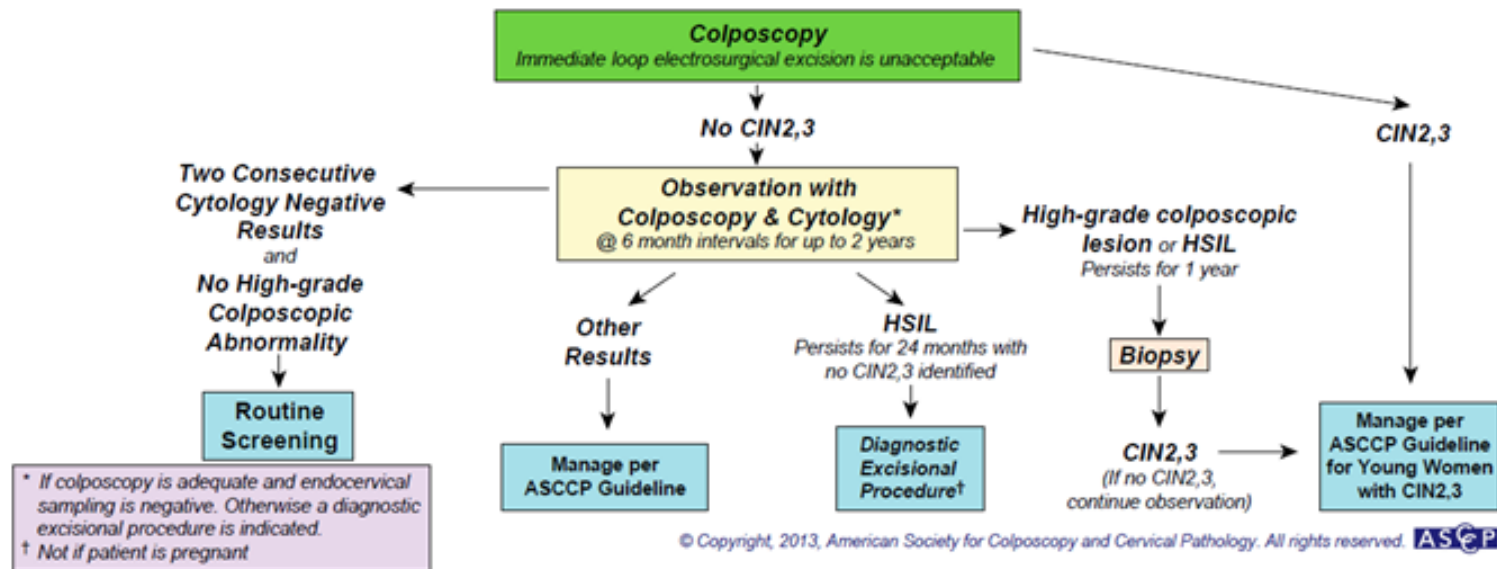 Colposcopy
Immediate loop electrosurgical excision is unacceptable
No CIN2,3
CIN2,3
Two Consecutive
Cytology Negative
Results
and
No High-grade
Colposcopic
Abnormality
Observation with
Colposcopy & Cytology*
@ 6 month intervals for up to 2 years
High-grade colposcopic
lesion or HSIL
Persists for 1 year
Other
Results
HSIL
Persists for 24 months with
no CIN2,3 identified
Biopsy
Routine
Screening
Manage per
ASCCP Guideline
Diagnostic
Excisional
Procedure†
CIN2,3
(If no CIN2,3,
continue observation)
Manage per
ASCCP Guideline
for Young Women
with CIN2,3
* If colposcopy is adequate and endocervical
sampling is negative. Otherwise a diagnostic
excisional procedure is indicated.
† Not if patient is pregnant
© Copyright, 2013, American Society for Colposcopy and Cervical Pathology. All rights reserved. ASCCP